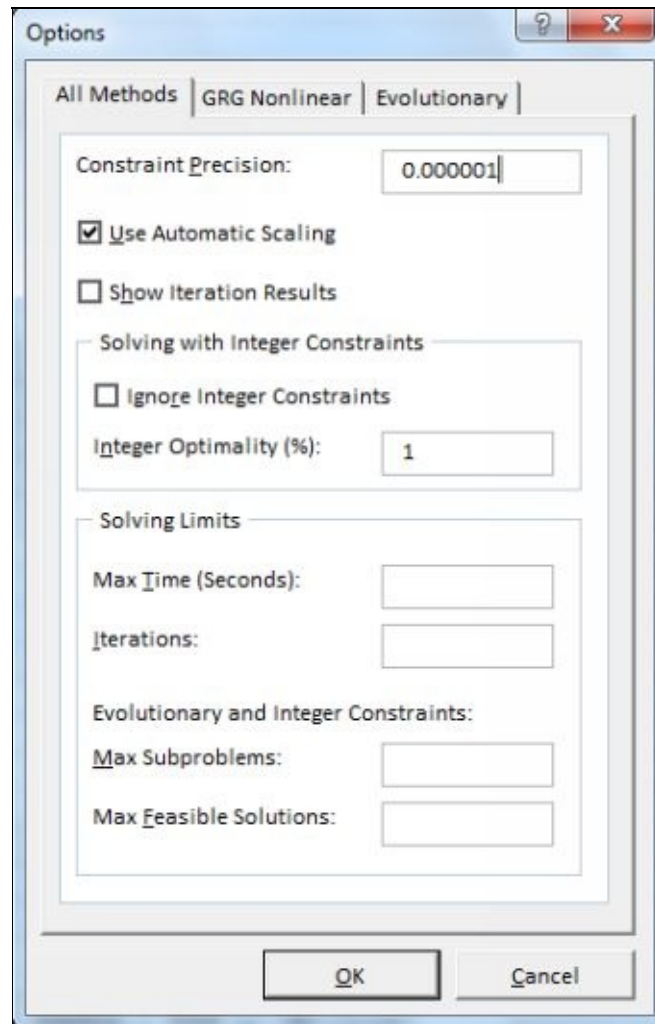 Options
All Methods GRG Nonlinear Evolutionary
Constraint Precision: 0.000001
Use Automatic Scaling
Show Iteration Results
Solving with Integer Constraints
Ignore Integer Constraints
Integer Optimality (%): 1
Solving Limits
Max Time (Seconds):
Iterations:
Evolutionary and Integer Constraints:
Max Subproblems:
Max Feasible Solutions:
OK Cancel